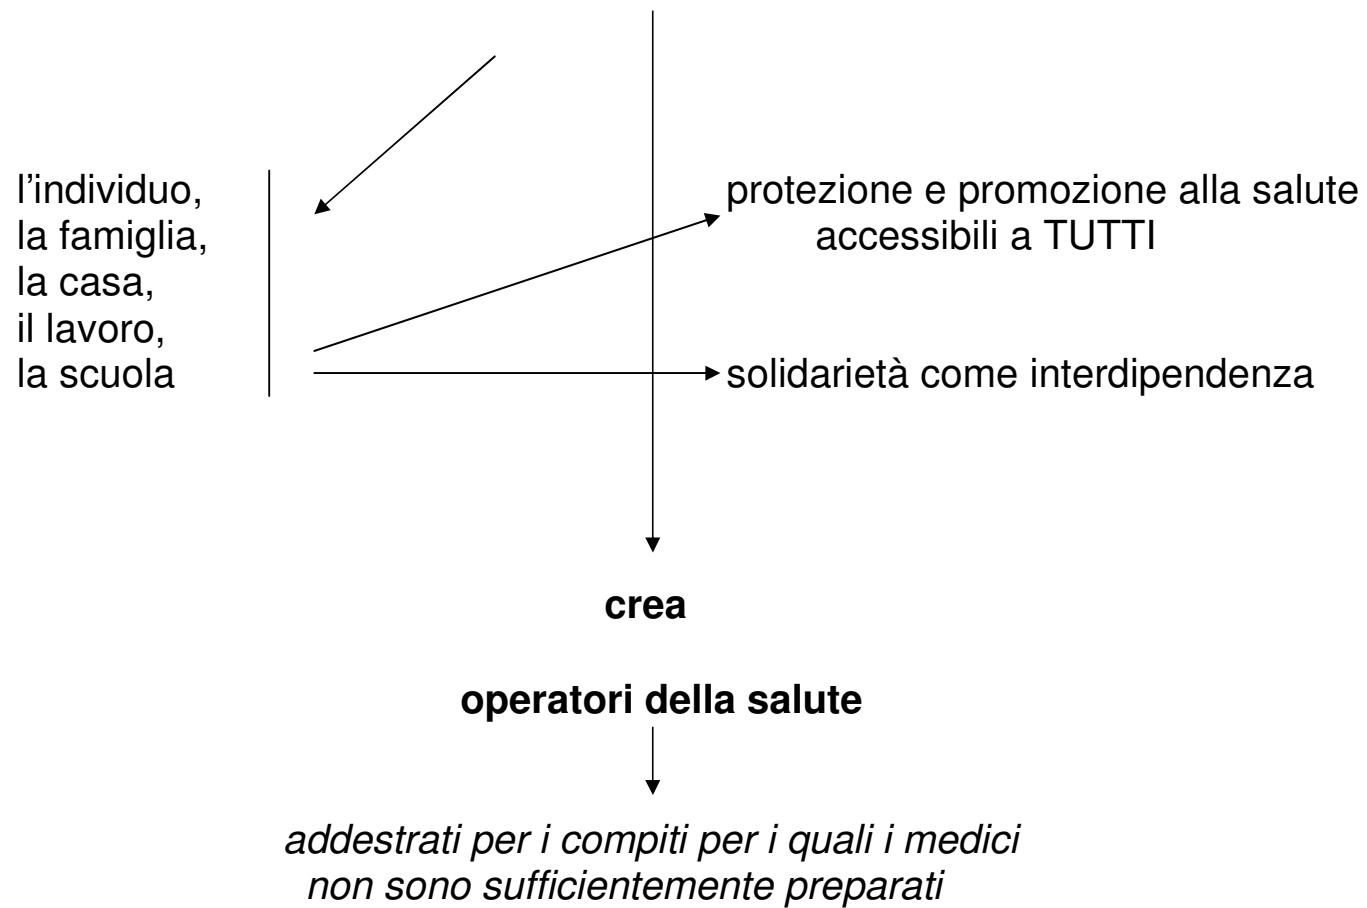 l'individuo,
la famiglia,
la casa,
il lavoro,
la scuola
protezione e promozione alla salute
accessibili a TUTTI
solidarietà come interdipendenza
crea
operatori della salute
addestrati per i compiti per i quali i medici
non sono sufficientemente preparati